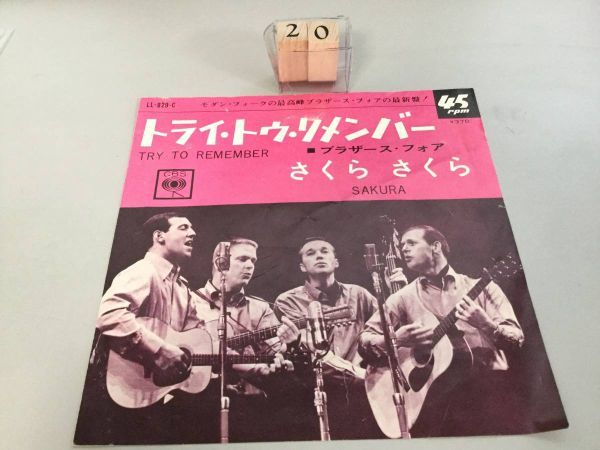 20
LL-829-C
モダン・フォークの最高峰ブラザース・フォアの最新盤!
45
rpm
¥370
トライ・トゥ・リメンバー
TRY TO REMEMBER
■ブラザース・フォア
さくら さくら
SAKURA
CBS